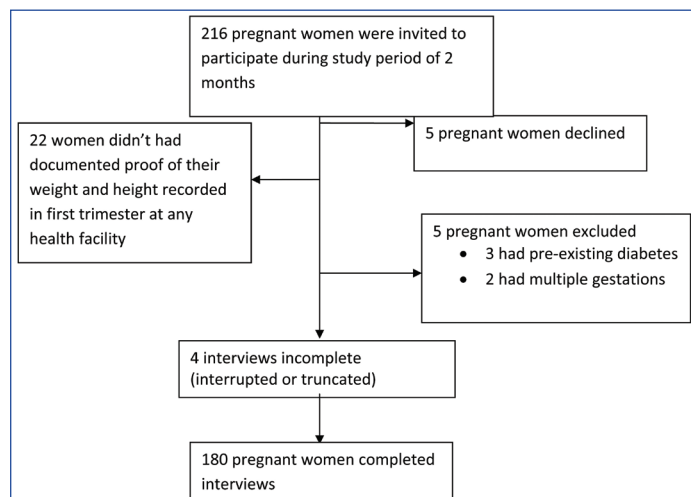 216 pregnant women were invited to
participate during study period of 2
months
5 pregnant women declined
22 women didn't had
documented proof of their
weight and height recorded
in first trimester at any
health facility
5 pregnant women excluded
• 3 had pre-existing diabetes
• 2 had multiple gestations
4 interviews incomplete
(interrupted or truncated)
180 pregnant women completed
interviews